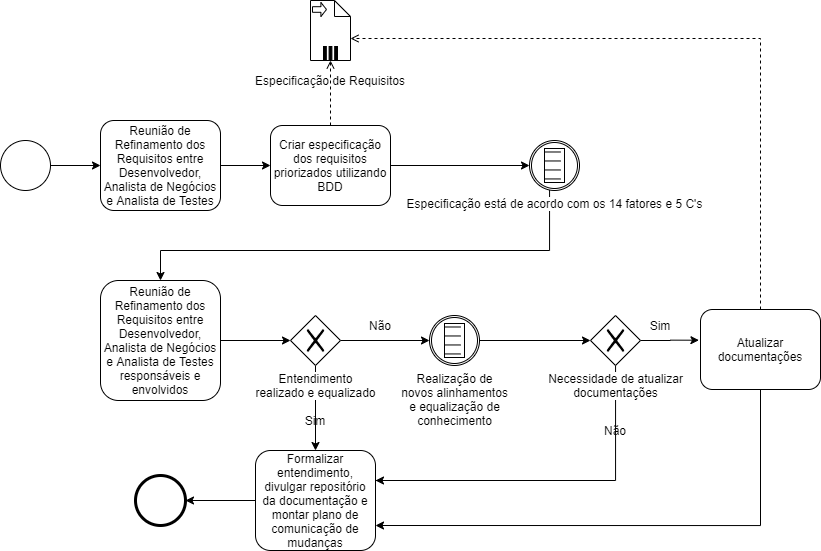 Especificação de Requisitos
Reunião de
Refinamento dos
Requisitos entre
Desenvolvedor,
Analista de Negócios
e Analista de Testes
Criar especificação
dos requisitos
priorizados utilizando
BDD
Especificação está de acordo com os 14 fatores e 5 C's
Reunião de
Refinamento dos
Requisitos entre
Desenvolvedor,
Analista de Negócios
e Analista de Testes
responsáveis e
envolvidos
Entendimento
realizado e equalizado
Não
Realização de
novos alinhamentos
e equalização de
conhecimento
Necessidade de atualizar
documentações
Sim
Atualizar
documentações
Sim
Não
Formalizar
entendimento,
divulgar repositório
da documentação e
montar plano de
comunicação de
mudanças